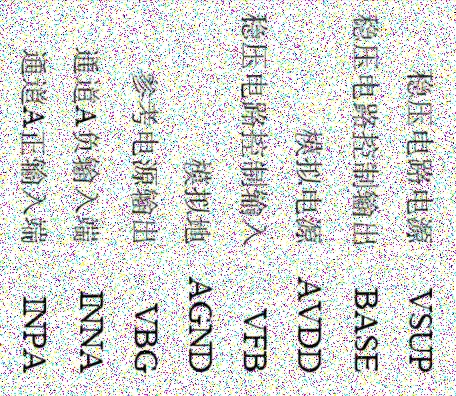 稳压电路电源 VSUP
稳压电路控制输出 BASE
模拟电源 AVDD
稳压电路控制输入 VFB
模拟地 AGND
参考电源输出 VBG
通道A负输入端 INNA
通道A正输入端 INPA